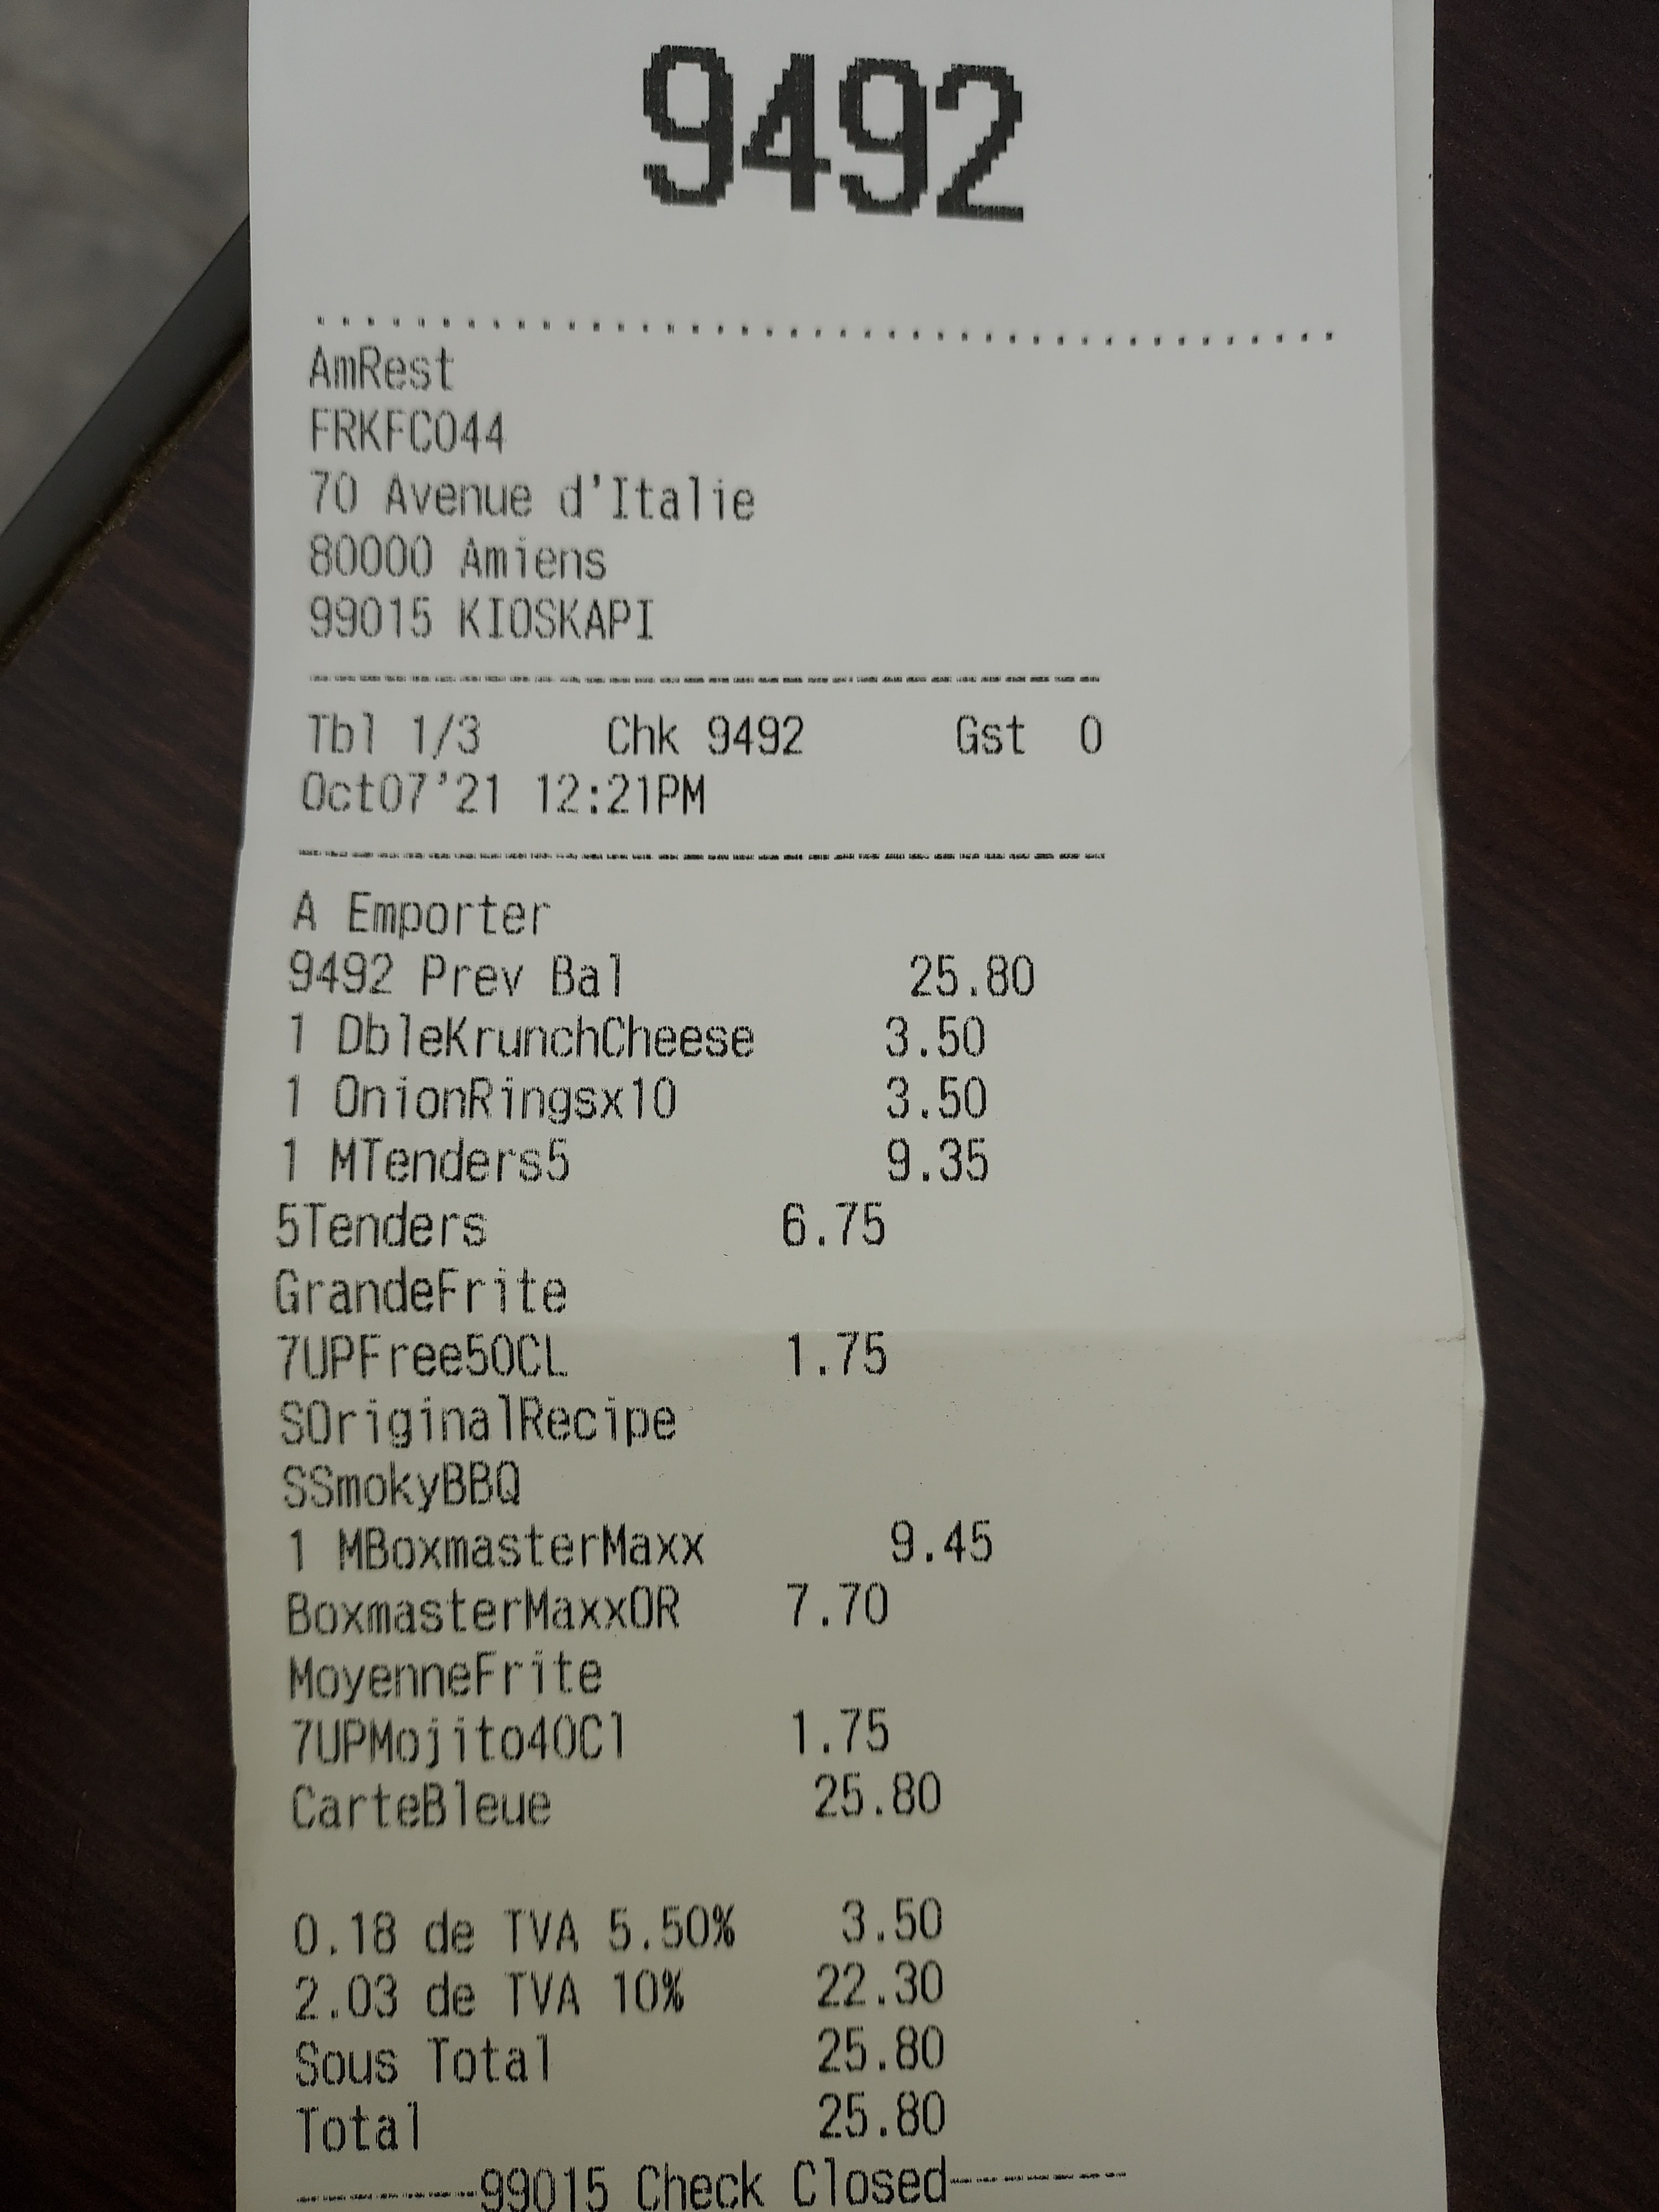 9492
AmRest
FRKFC044
70 Avenue d'Italie
80000 Amiens
99015 KIOSKAPI
Tbl 1/3 Chk 9492 Gst 0
Oct07'21 12:21PM
A Emporter
9492 Prev Bal 25.80
1 DbleKrunchCheese 3.50
1 OnionRingsx10 3.50
1 MTenders5 9.35
5Tenders 6.75
GrandeFrite
7UPFree50CL 1.75
SOriginalRecipe
SSmokyBBQ
1 MBoxmasterMaxx 9.45
BoxmasterMaxxOR 7.70
MoyenneFrite
7UPMojito40Cl 1.75
CarteBleue 25.80
0.18 de TVA 5.50% 3.50
2.03 de TVA 10% 22.30
Sous Total 25.80
Total 25.80
-------99015 Check Closed-------